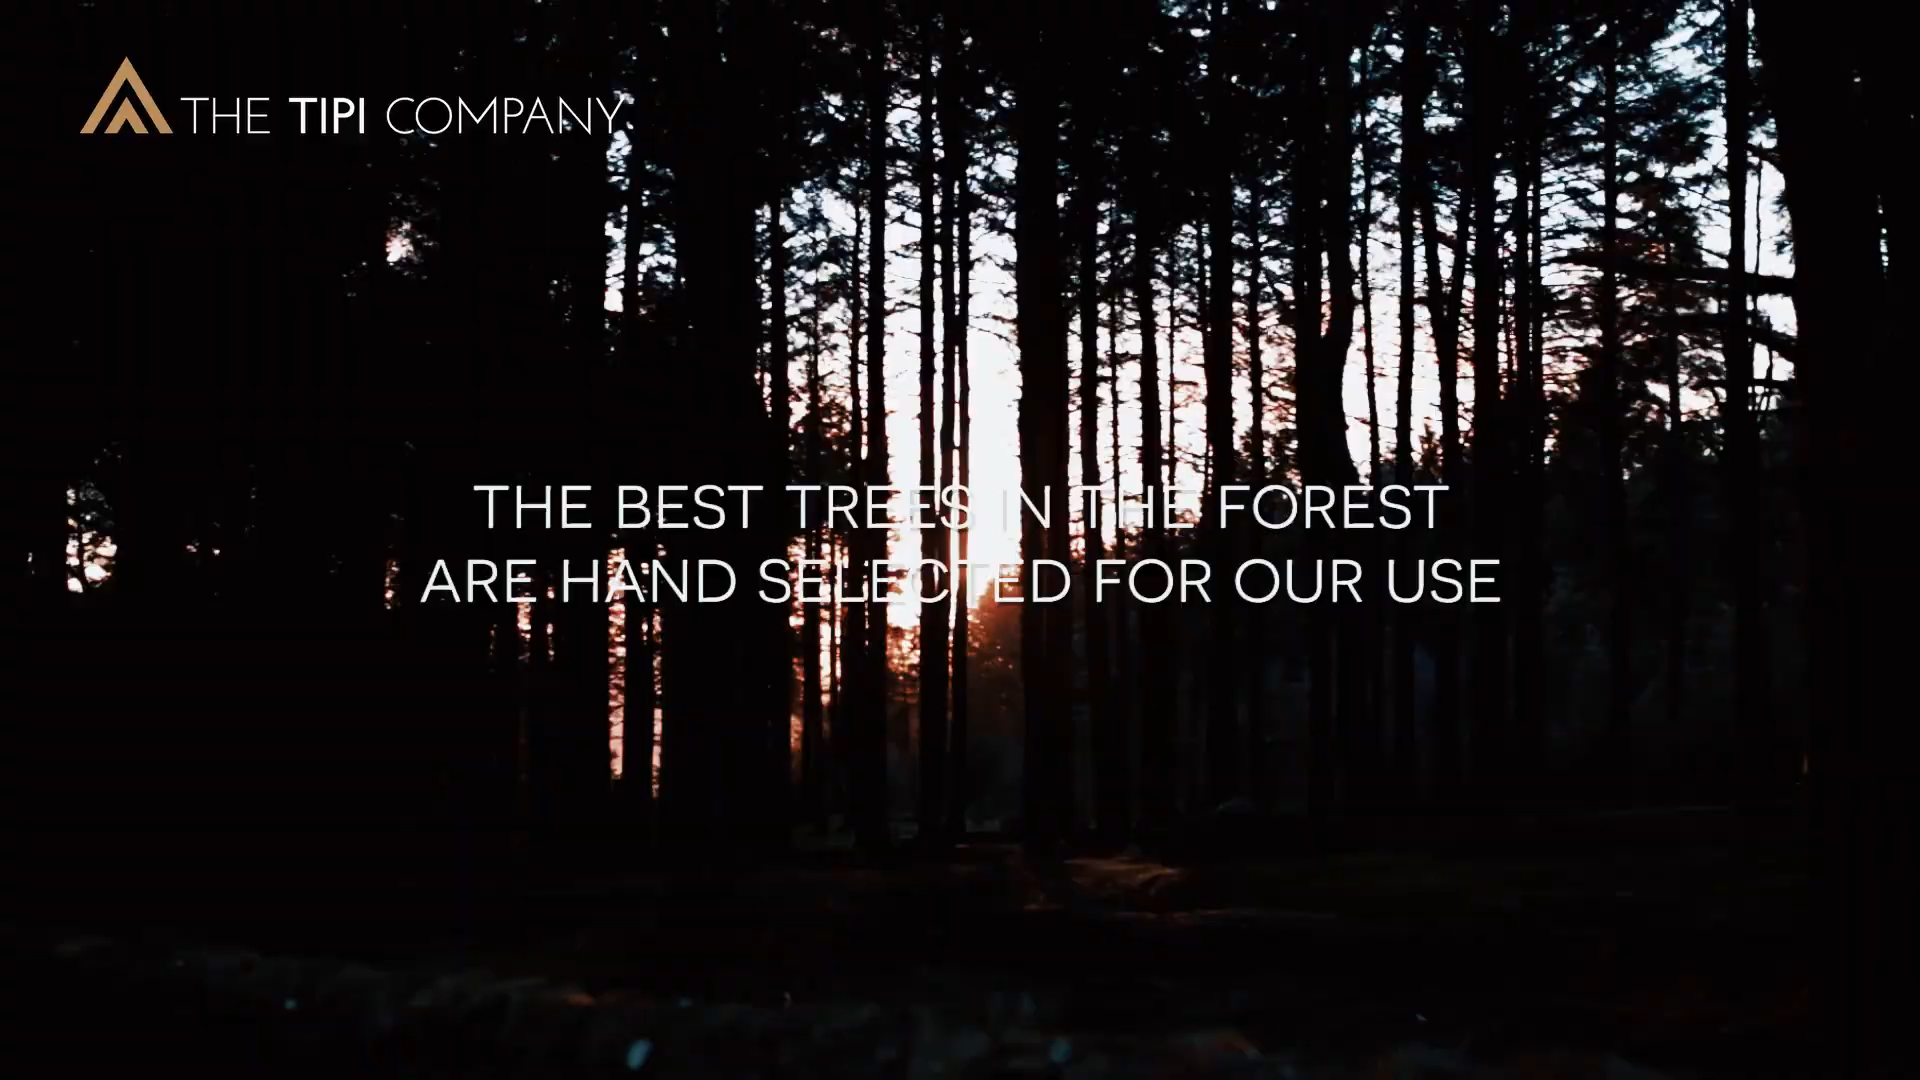 THE TIPI COMPANY
THE BEST TREES IN THE FOREST
ARE HAND SELECTED FOR OUR USE